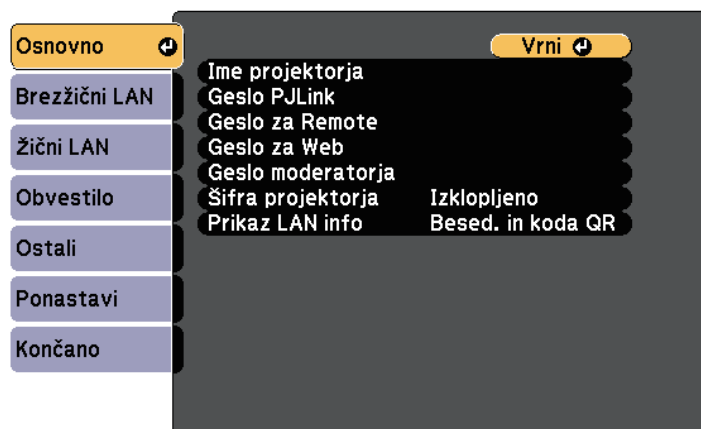 Osnovno
Brezžični LAN
Žični LAN
Obvestilo
Ostali
Ponastavi
Končano
Vrni
Ime projektorja
Geslo PJLink
Geslo za Remote
Geslo za Web
Geslo moderatorja
Šifra projektorja Izklopljeno
Prikaz LAN info Besed. in koda QR